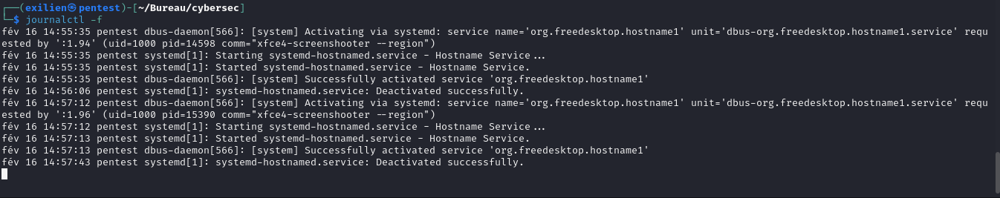 ┌──(exilien㉿pentest)-[~/Bureau/cybersec]
└─$ journalctl -f
fév 16 14:55:35 pentest dbus-daemon[566]: [system] Activating via systemd: service name='org.freedesktop.hostname1' unit='dbus-org.freedesktop.hostname1.service' requ
ested by ':1.94' (uid=1000 pid=14598 comm="xfce4-screenshooter --region")
fév 16 14:55:35 pentest systemd[1]: Starting systemd-hostnamed.service - Hostname Service...
fév 16 14:55:35 pentest systemd[1]: Started systemd-hostnamed.service - Hostname Service.
fév 16 14:55:35 pentest dbus-daemon[566]: [system] Successfully activated service 'org.freedesktop.hostname1'
fév 16 14:56:06 pentest systemd[1]: systemd-hostnamed.service: Deactivated successfully.
fév 16 14:57:12 pentest dbus-daemon[566]: [system] Activating via systemd: service name='org.freedesktop.hostname1' unit='dbus-org.freedesktop.hostname1.service' requ
ested by ':1.96' (uid=1000 pid=15390 comm="xfce4-screenshooter --region")
fév 16 14:57:12 pentest systemd[1]: Starting systemd-hostnamed.service - Hostname Service...
fév 16 14:57:13 pentest systemd[1]: Started systemd-hostnamed.service - Hostname Service.
fév 16 14:57:13 pentest dbus-daemon[566]: [system] Successfully activated service 'org.freedesktop.hostname1'
fév 16 14:57:43 pentest systemd[1]: systemd-hostnamed.service: Deactivated successfully.